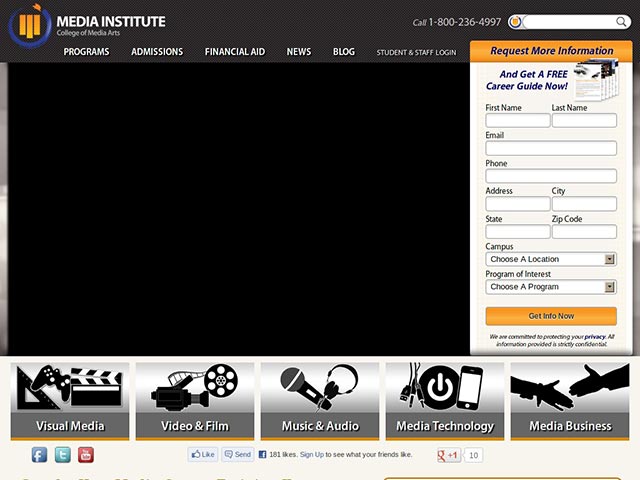 MEDIA INSTITUTE
College of Media Arts
Call 1-800-236-4997
PROGRAMS ADMISSIONS FINANCIAL AID NEWS BLOG STUDENT & STAFF LOGIN
Request More Information
And Get A FREE
Career Guide Now!
First Name Last Name
Email
Phone
Address City
State Zip Code
Campus
Choose A Location
Program of Interest
Choose A Program
Get Info Now
We are committed to protecting your privacy. All
information provided is strictly confidential.
Visual Media Video & Film Music & Audio Media Technology Media Business
Like Send 181 likes. Sign Up to see what your friends like. +1 10